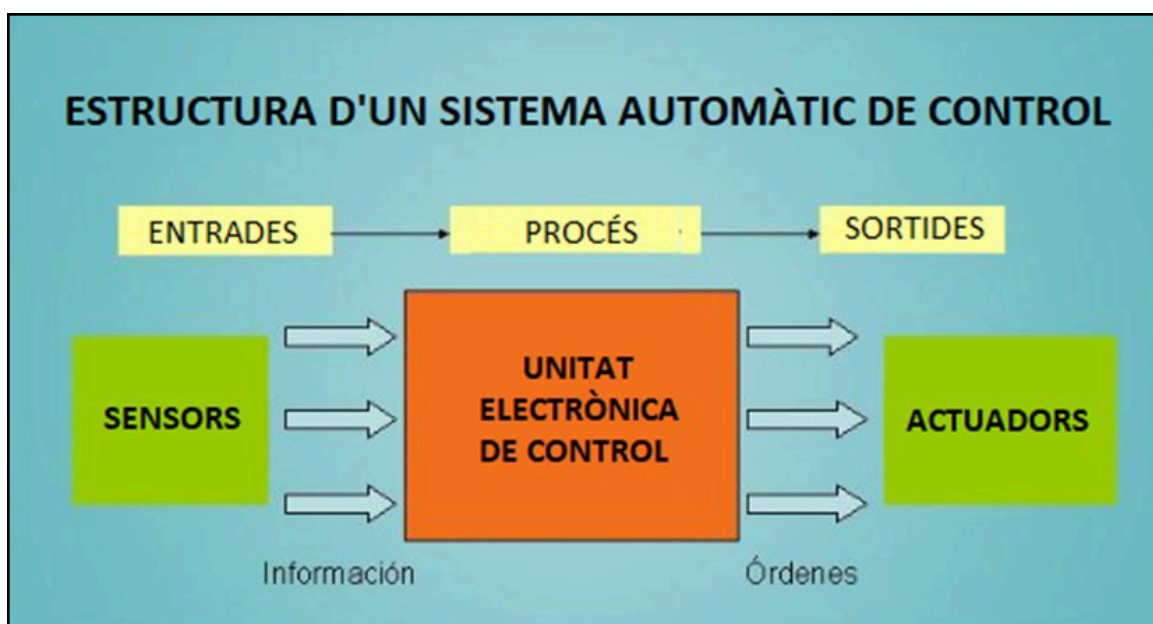 ESTRUCTURA D'UN SISTEMA AUTOMÀTIC DE CONTROL
ENTRADES
PROCÉS
SORTIDES
SENSORS
UNITAT
ELECTRÒNICA
DE CONTROL
ACTUADORS
Información
Órdenes